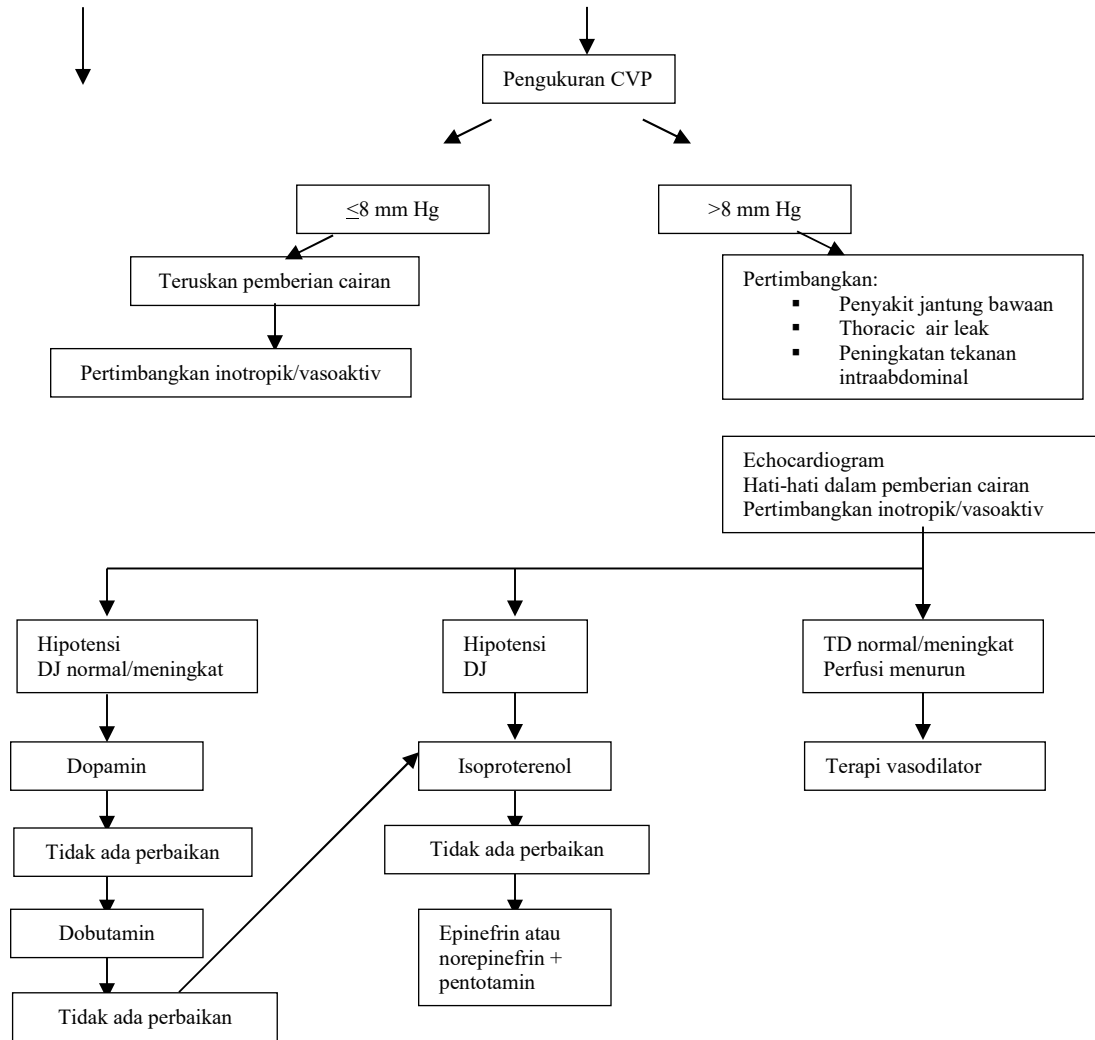 Pengukuran CVP
≤8 mm Hg
>8 mm Hg
Teruskan pemberian cairan
Pertimbangkan inotropik/vasoaktiv
Pertimbangkan:
▪ Penyakit jantung bawaan
▪ Thoracic air leak
▪ Peningkatan tekanan
intraabdominal
Echocardiogram
Hati-hati dalam pemberian cairan
Pertimbangkan inotropik/vasoaktiv
Hipotensi
DJ normal/meningkat
Hipotensi
DJ
TD normal/meningkat
Perfusi menurun
Dopamin
Isoproterenol
Terapi vasodilator
Tidak ada perbaikan
Tidak ada perbaikan
Dobutamin
Epinefrin atau
norepinefrin +
pentotamin
Tidak ada perbaikan